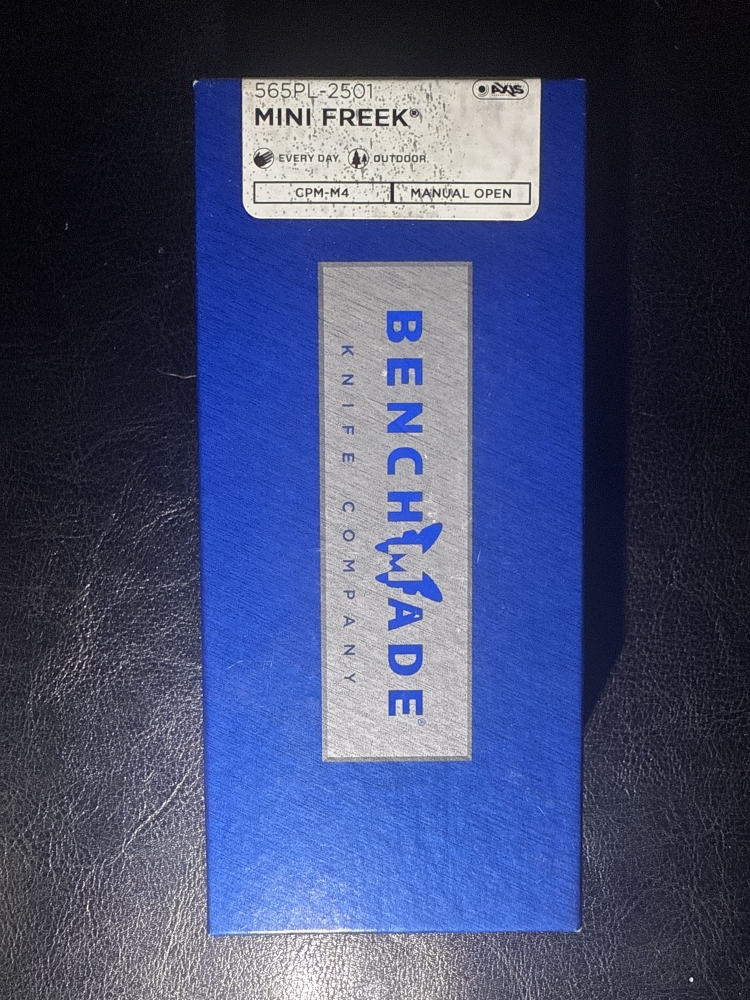 565PL-2501
AXIS
MINI FREEK®
EVERY DAY. OUTDOOR.
CPM-M4
MANUAL OPEN
BENCHMADE®
KNIFE COMPANY